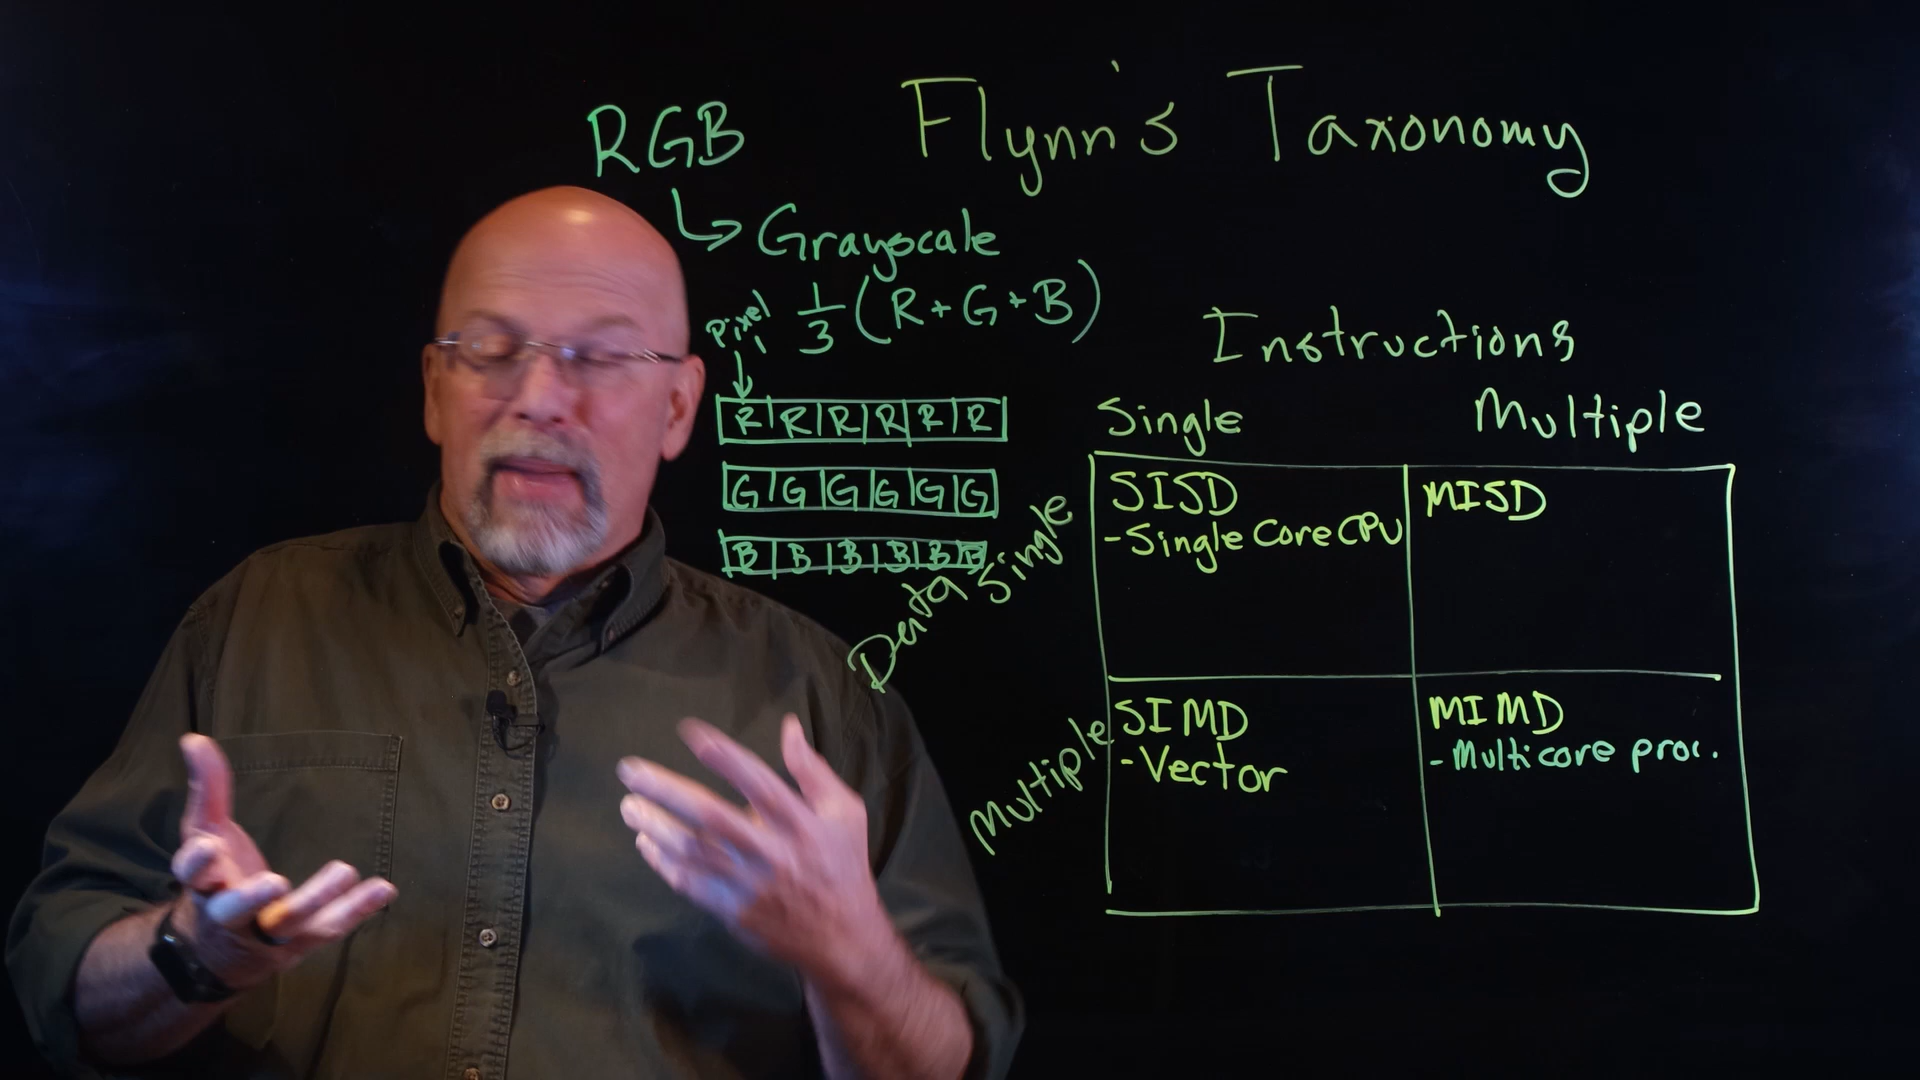 Flynn's Taxonomy
RGB
Grayscale
1/3 (R+G+B)
Pixel 1
R R R R R R
G G G G G G
B B B B B B
Instructions
Single Multiple
Data
Single
Multiple
SISD
- Single Core CPU
MISD
SIMD
- Vector
MIMD
- Multicore proc.